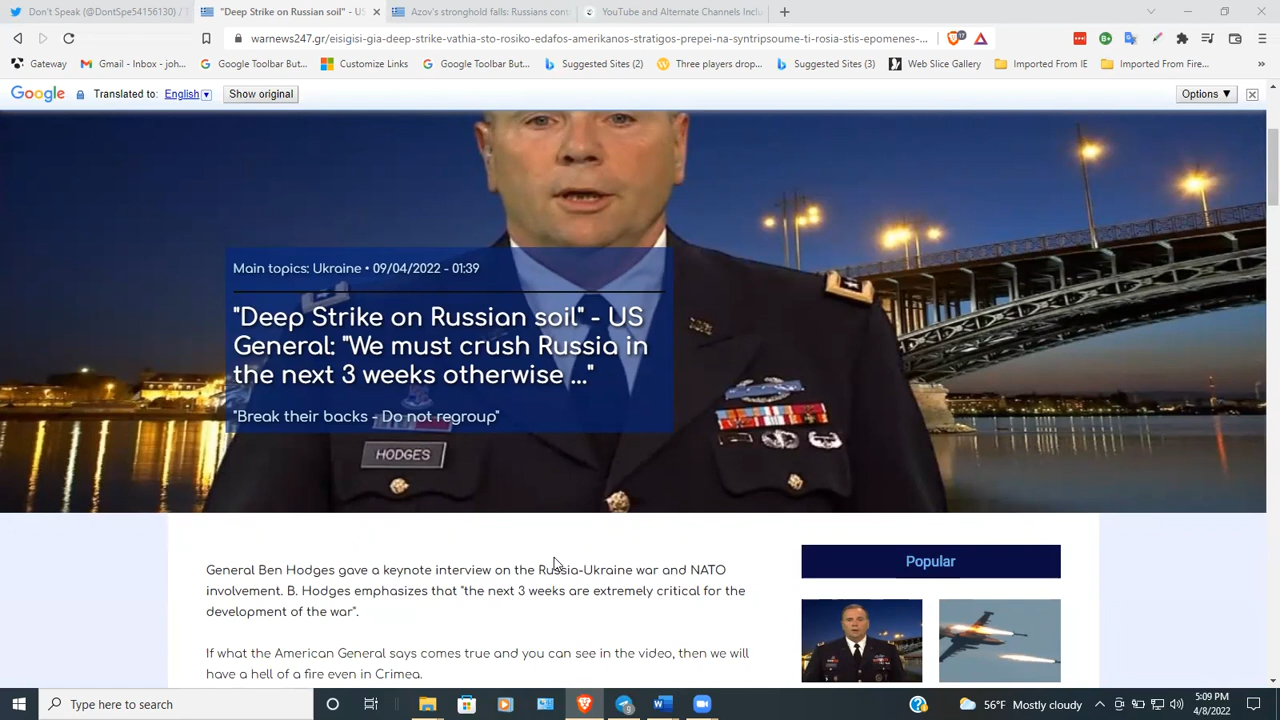 Don't Speak (@DontSpe54156130) / T
"Deep Strike on Russian soil" - US
Azov's stronghold falls: Russians cont
YouTube and Alternate Channels Incl
warnews247.gr/eisigisi-gia-deep-strike-vathia-sto-rosiko-edafos-amerikanos-stratigos-prepei-na-syntripsoume-ti-rosia-stis-epomenes-...
Gateway
Gmail - Inbox - joh...
Google Toolbar But...
Customize Links
Google Toolbar But...
Suggested Sites (2)
Three players drop...
Suggested Sites (3)
Web Slice Gallery
Imported From IE
Imported From Fire...
Google
Translated to: English
Show original
Options ▼
Main topics: Ukraine • 09/04/2022 - 01:39
"Deep Strike on Russian soil" - US
General: "We must crush Russia in
the next 3 weeks otherwise ..."
"Break their backs - Do not regroup"
HODGES
General Ben Hodges gave a keynote interview on the Russia-Ukraine war and NATO
involvement. B. Hodges emphasizes that "the next 3 weeks are extremely critical for the
development of the war".
If what the American General says comes true and you can see in the video, then we will
have a hell of a fire even in Crimea.
Popular
Type here to search
56°F Mostly cloudy
5:09 PM
4/8/2022